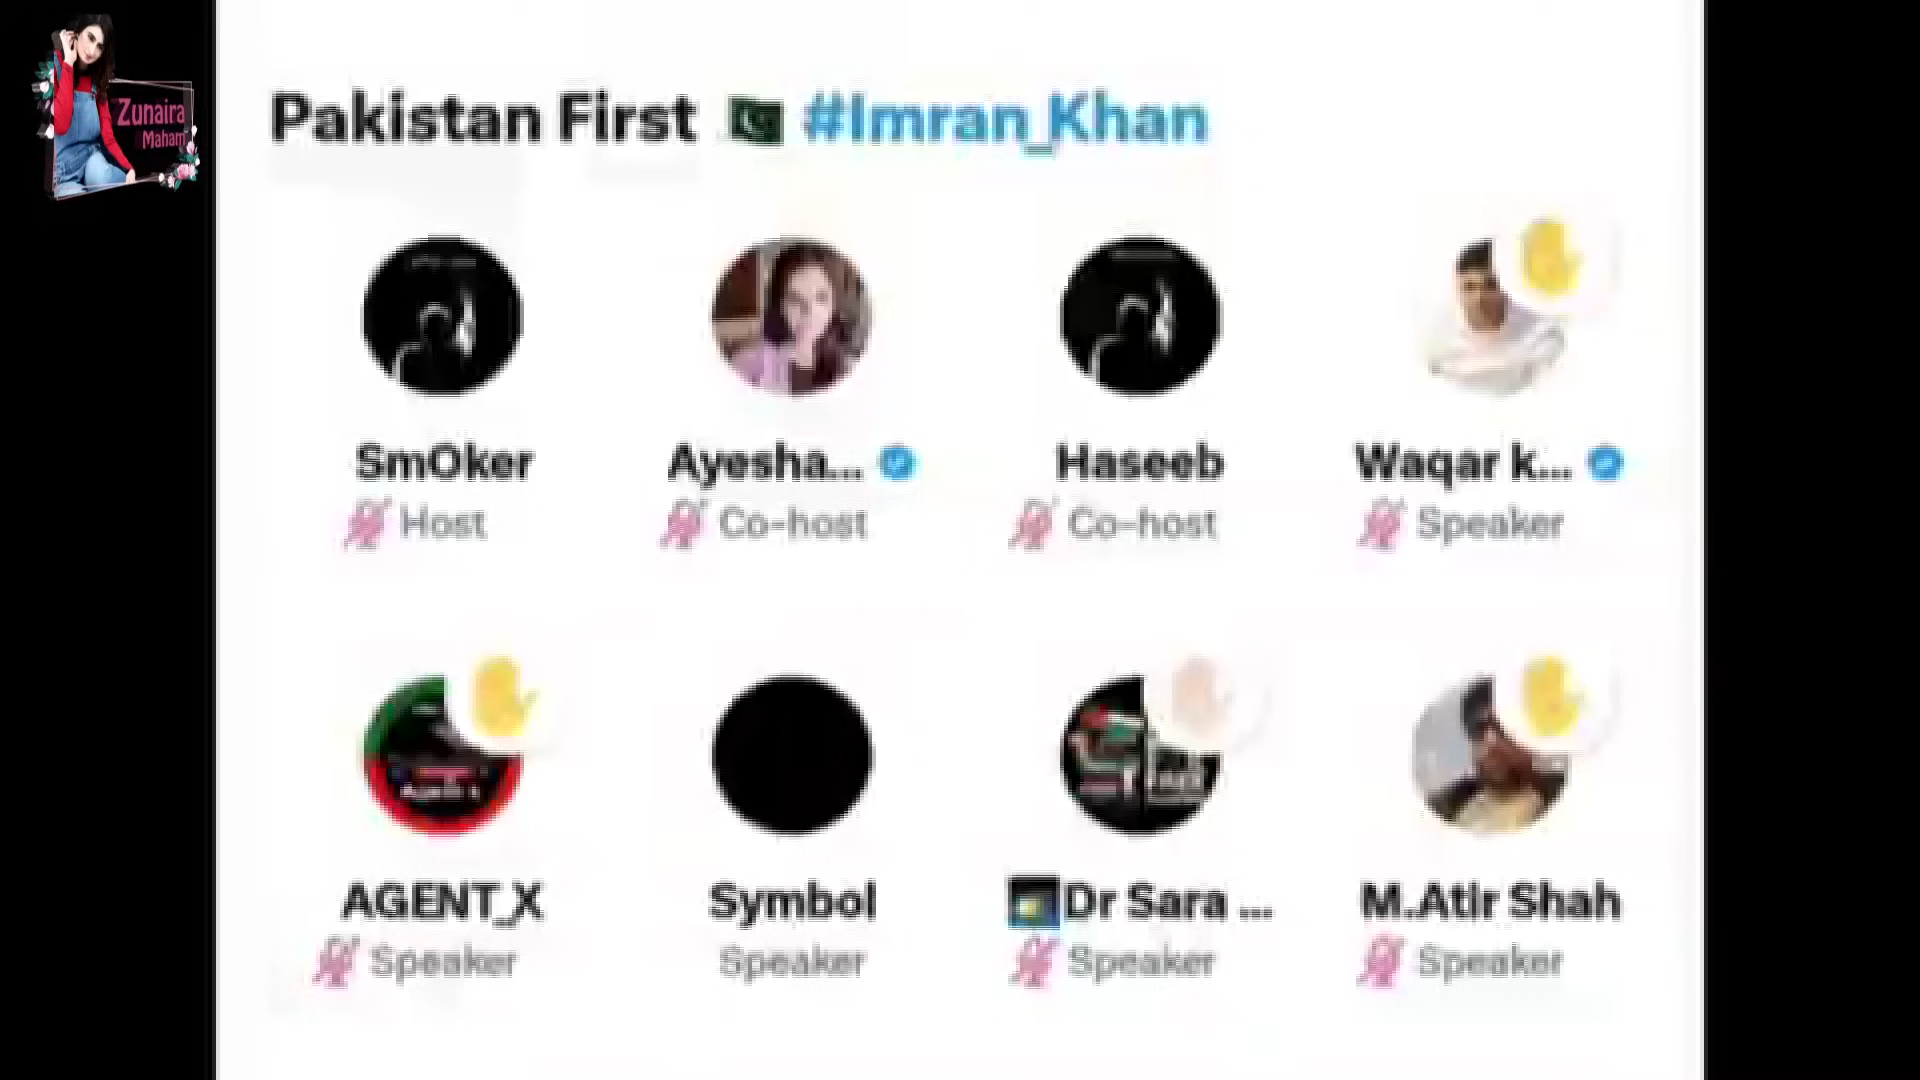 Zunaira
Maham
Pakistan First 🇵🇰 #Imran_Khan
SmOker
Ayesha...
Haseeb
Waqar k...
Host
Co-host
Co-host
Speaker
AGENT_X
Symbol
Dr Sara ...
M.Atir Shah
Speaker
Speaker
Speaker
Speaker